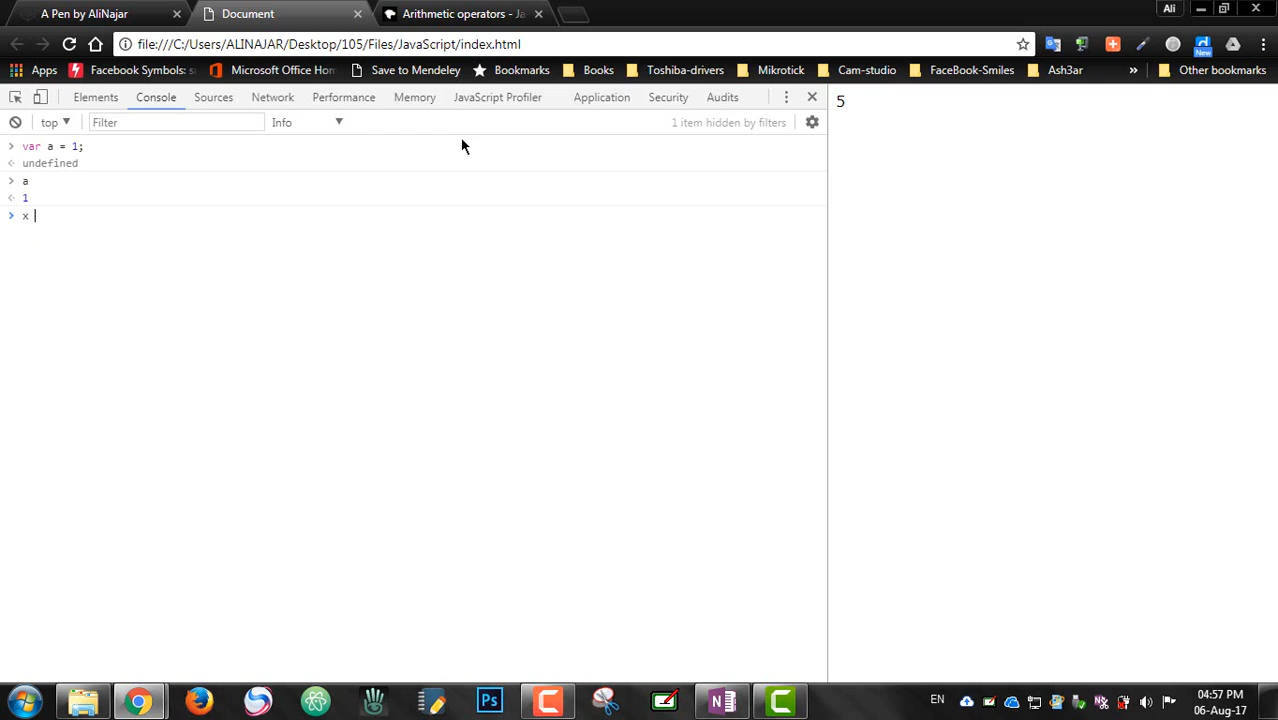 A Pen by AliNajar
Document
Arithmetic operators - Ja
Ali
file:///C:/Users/ALINAJAR/Desktop/105/Files/JavaScript/index.html
New
Apps
Facebook Symbols: s
Microsoft Office Hom
Save to Mendeley
Bookmarks
Books
Toshiba-drivers
Mikrotick
Cam-studio
FaceBook-Smiles
Ash3ar
»
Other bookmarks
Elements
Console
Sources
Network
Performance
Memory
JavaScript Profiler
Application
Security
Audits
top
Filter
Info
1 item hidden by filters
5
> var a = 1;
undefined
> a
1
> x
Ps
EN
04:57 PM
06-Aug-17